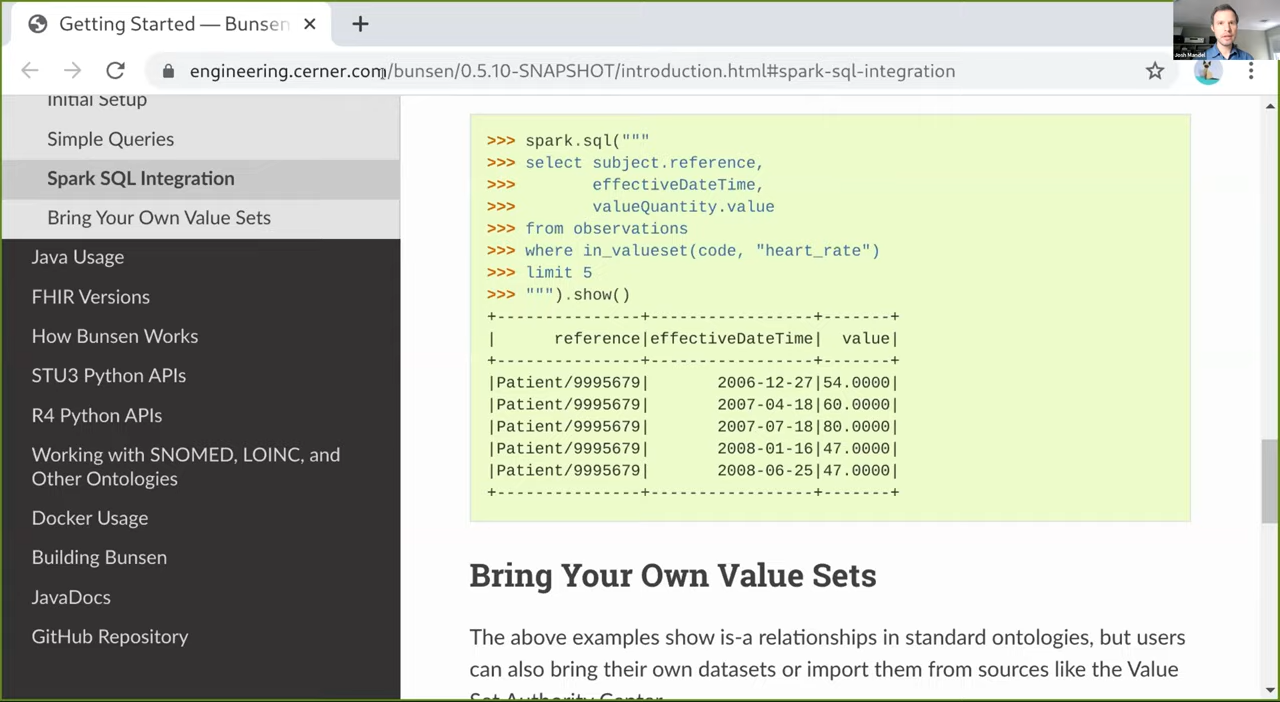 Getting Started — Bunsen
engineering.cerner.com/bunsen/0.5.10-SNAPSHOT/introduction.html#spark-sql-integration
Josh Mandel
Initial Setup
Simple Queries
Spark SQL Integration
Bring Your Own Value Sets
Java Usage
FHIR Versions
How Bunsen Works
STU3 Python APIs
R4 Python APIs
Working with SNOMED, LOINC, and
Other Ontologies
Docker Usage
Building Bunsen
JavaDocs
GitHub Repository
>>> spark.sql("""
>>> select subject.reference,
>>>        effectiveDateTime,
>>>        valueQuantity.value
>>> from observations
>>> where in_valueset(code, "heart_rate")
>>> limit 5
>>> """).show()
+---------------+-----------------+-------+
|      reference|effectiveDateTime|  value|
+---------------+-----------------+-------+
|Patient/9995679|       2006-12-27|54.0000|
|Patient/9995679|       2007-04-18|60.0000|
|Patient/9995679|       2007-07-18|80.0000|
|Patient/9995679|       2008-01-16|47.0000|
|Patient/9995679|       2008-06-25|47.0000|
+---------------+-----------------+-------+
Bring Your Own Value Sets
The above examples show is-a relationships in standard ontologies, but users
can also bring their own datasets or import them from sources like the Value
Set Authority Center